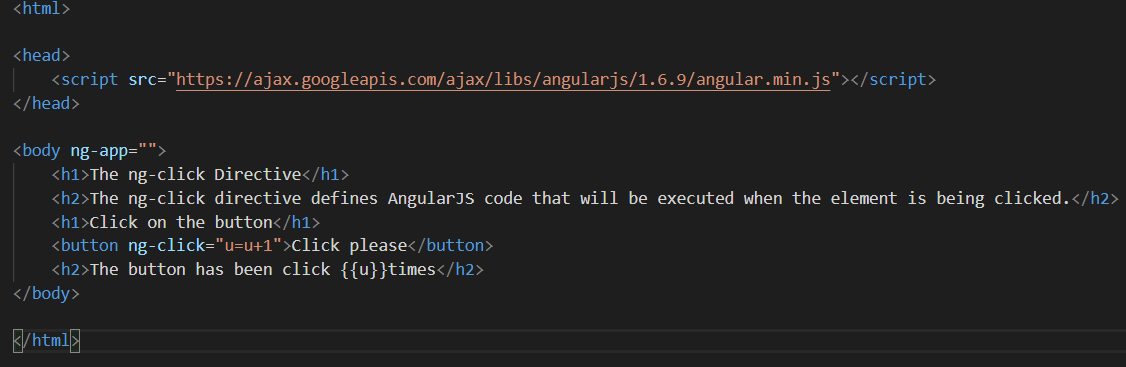 <html>
<head>
<script src="https://ajax.googleapis.com/ajax/libs/angularjs/1.6.9/angular.min.js"></script>
</head>
<body ng-app="">
<h1>The ng-click Directive</h1>
<h2>The ng-click directive defines AngularJS code that will be executed when the element is being clicked.</h2>
<h1>Click on the button</h1>
<button ng-click="u=u+1">Click please</button>
<h2>The button has been click {{u}}times</h2>
</body>
</html>